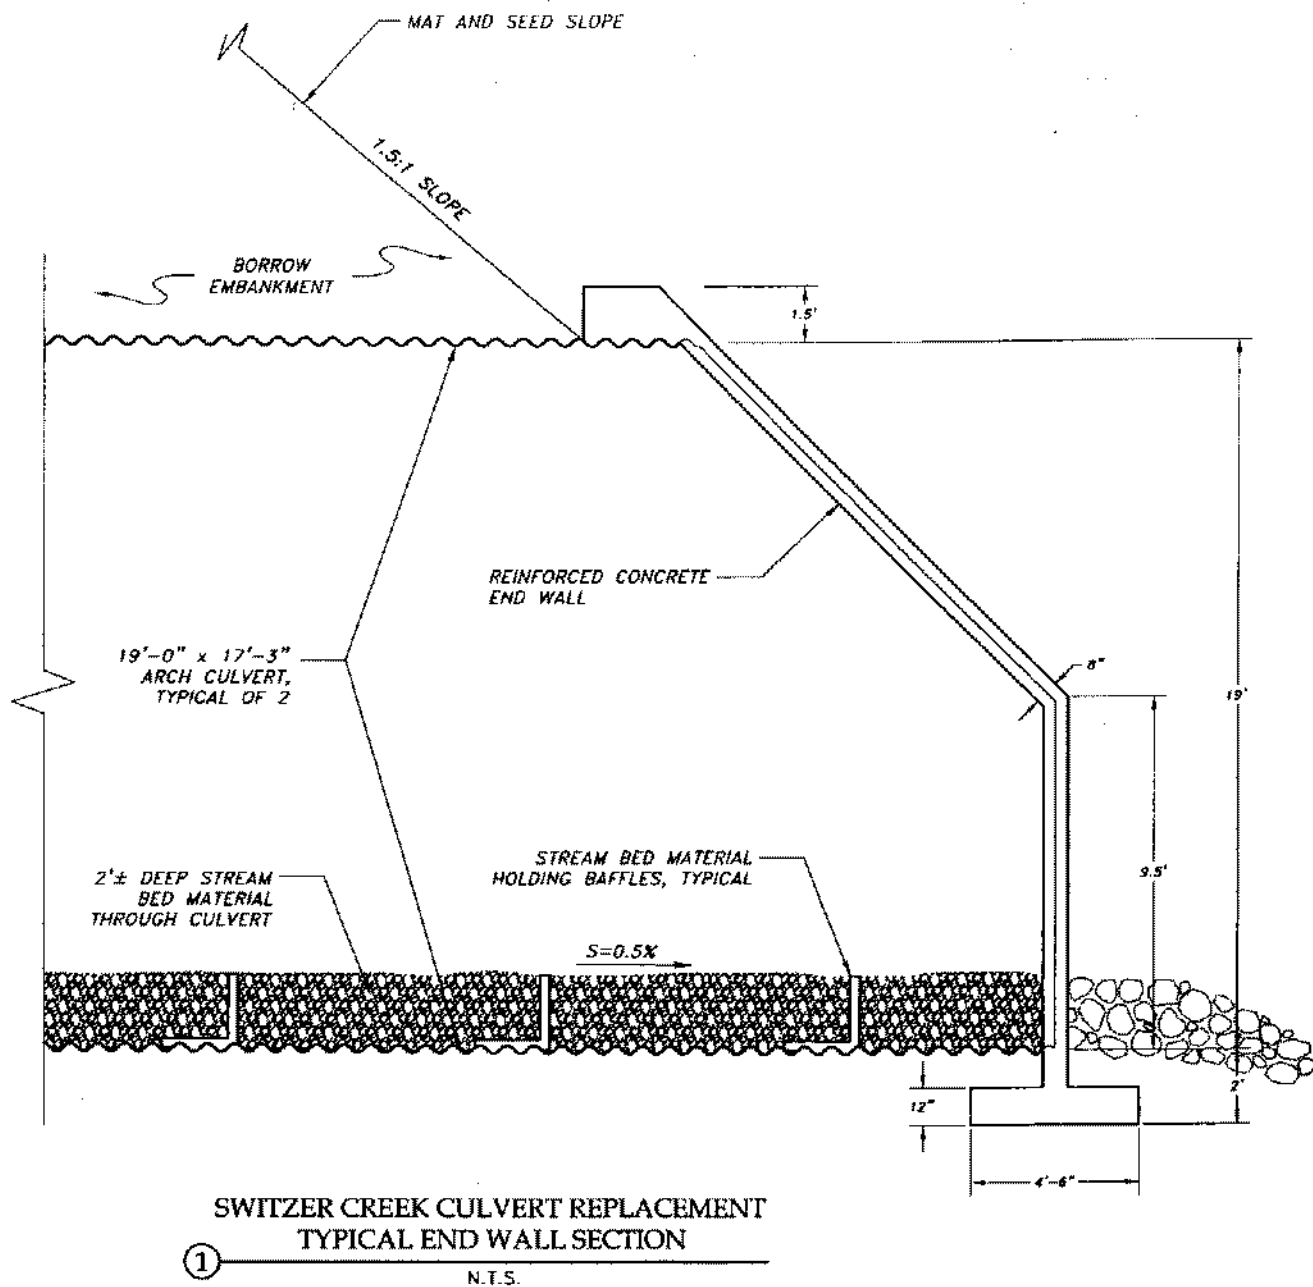 MAT AND SEED SLOPE
1.5:1 SLOPE
BORROW
EMBANKMENT
1.5'
REINFORCED CONCRETE
END WALL
19'-0" x 17'-3"
ARCH CULVERT,
TYPICAL OF 2
8"
19'
9.5'
STREAM BED MATERIAL
HOLDING BAFFLES, TYPICAL
2'± DEEP STREAM
BED MATERIAL
THROUGH CULVERT
S=0.5%
2'
12"
4'-6"
SWITZER CREEK CULVERT REPLACEMENT
TYPICAL END WALL SECTION
1
N.T.S.